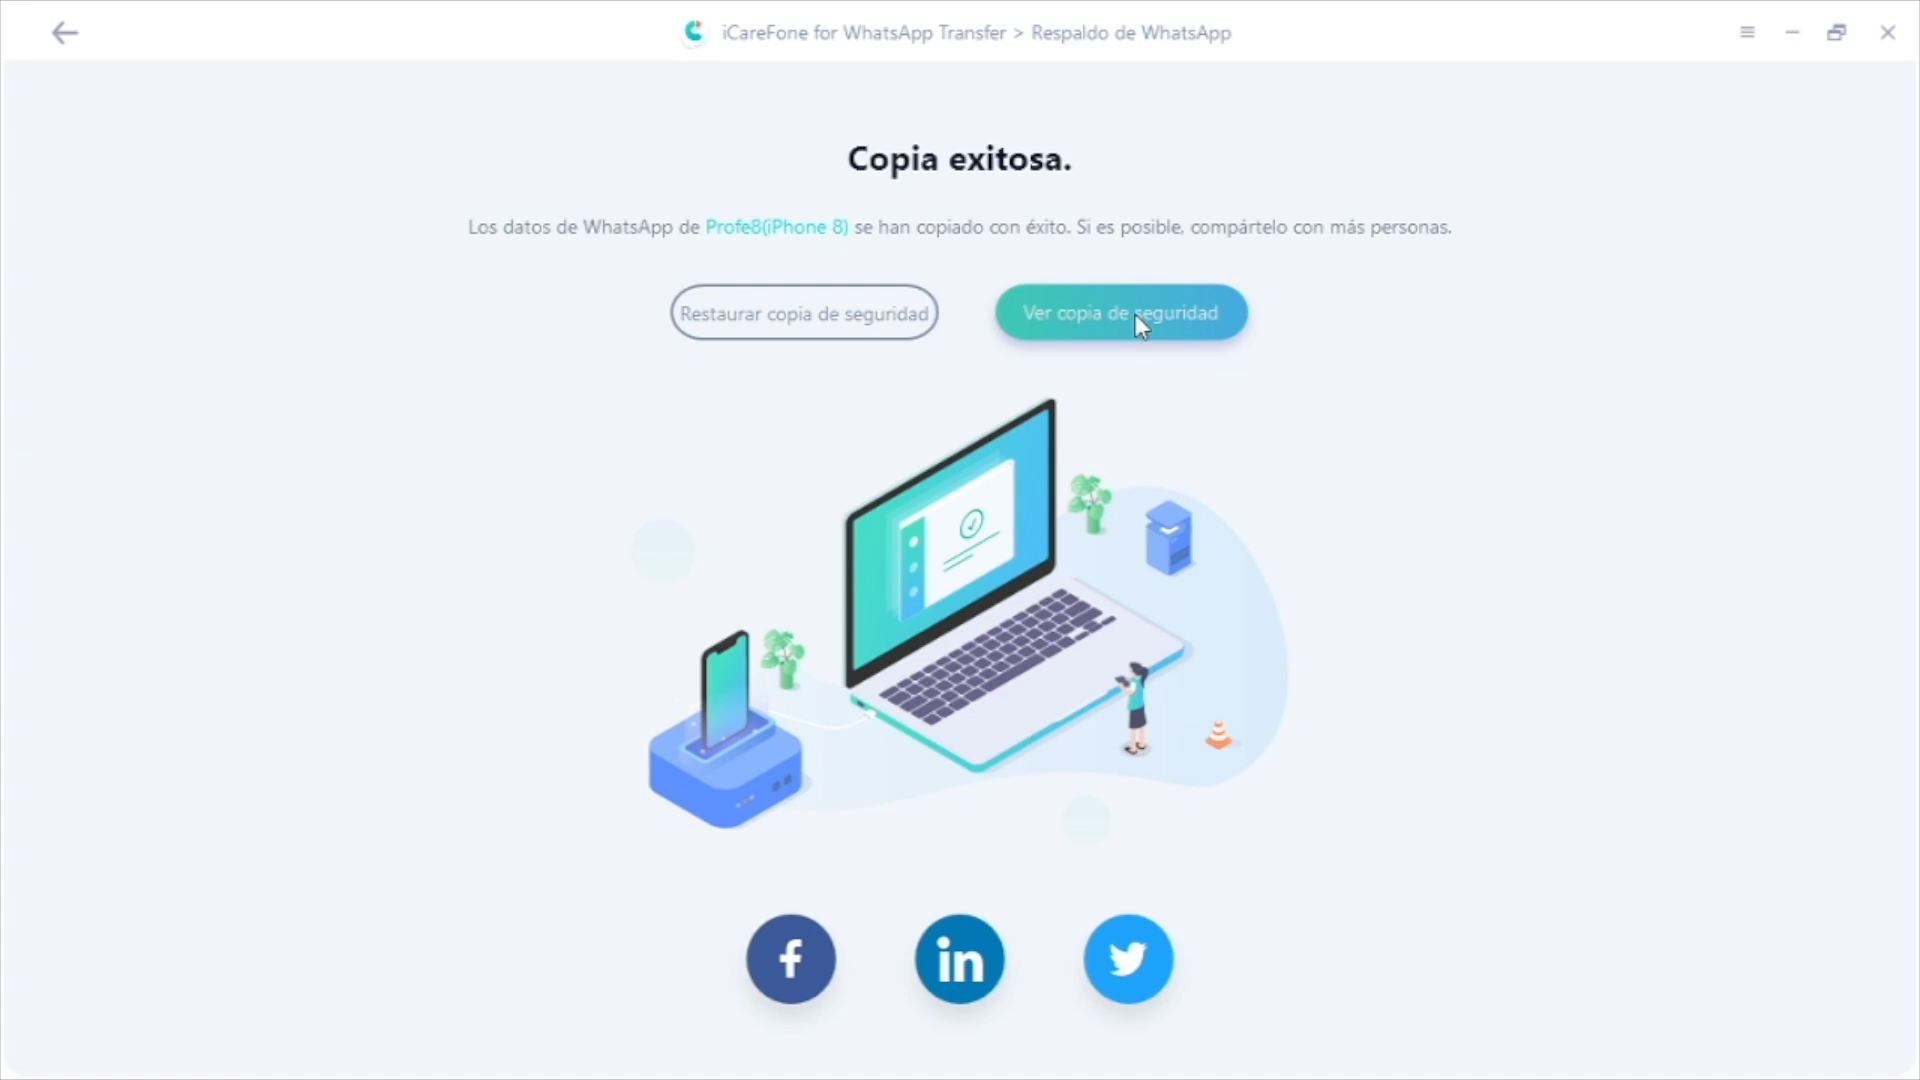 iCareFone for WhatsApp Transfer > Respaldo de WhatsApp
Copia exitosa.
Los datos de WhatsApp de Profe8(iPhone 8) se han copiado con éxito. Si es posible, compártelo con más personas.
Restaurar copia de seguridad
Ver copia de seguridad
f
in